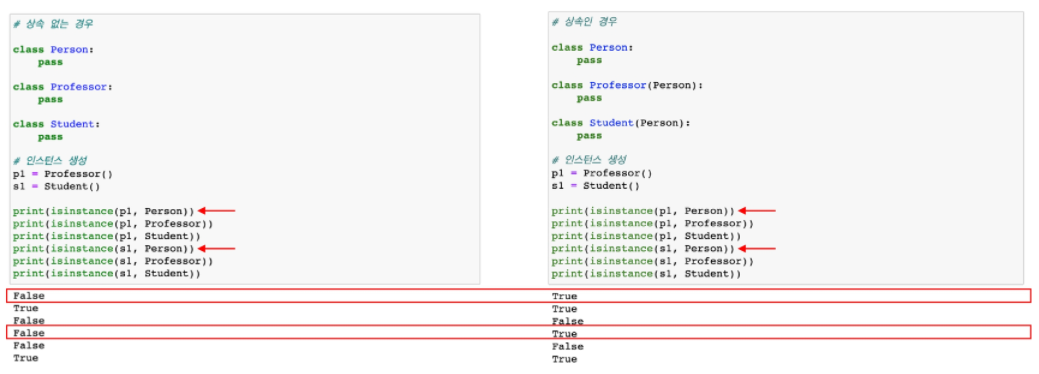 # 상속 없는 경우
class Person:
pass
class Professor:
pass
class Student:
pass
# 인스턴스 생성
p1 = Professor()
s1 = Student()
print(isinstance(p1, Person))
print(isinstance(p1, Professor))
print(isinstance(p1, Student))
print(isinstance(s1, Person))
print(isinstance(s1, Professor))
print(isinstance(s1, Student))
False
True
False
False
False
True
# 상속인 경우
class Person:
pass
class Professor(Person):
pass
class Student(Person):
pass
# 인스턴스 생성
p1 = Professor()
s1 = Student()
print(isinstance(p1, Person))
print(isinstance(p1, Professor))
print(isinstance(p1, Student))
print(isinstance(s1, Person))
print(isinstance(s1, Professor))
print(isinstance(s1, Student))
True
True
False
True
False
True